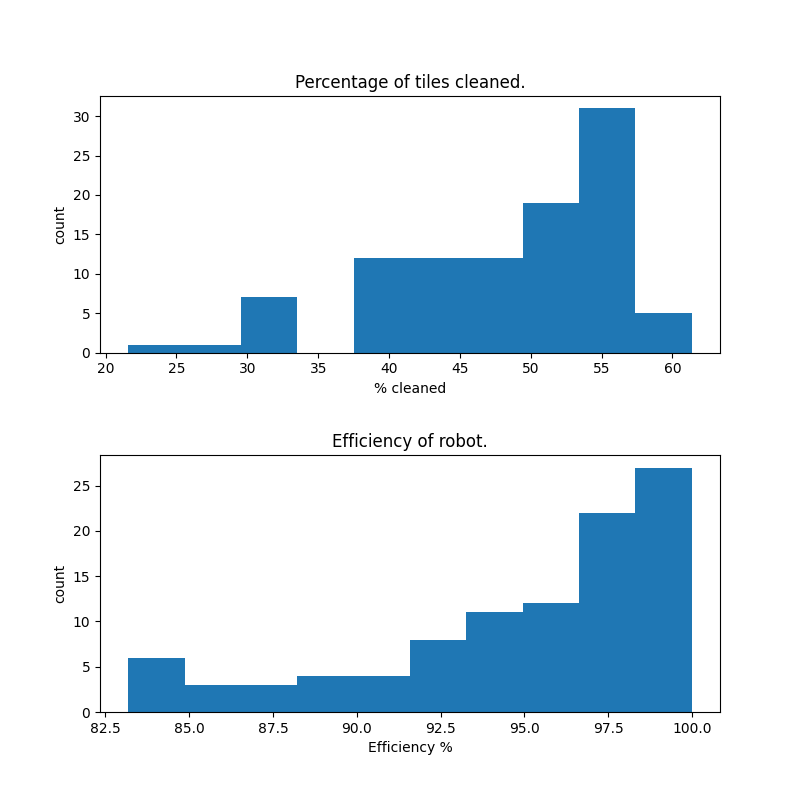 Percentage of tiles cleaned.
30
25
20
15
10
5
0
count
20 25 30 35 40 45 50 55 60
% cleaned
Efficiency of robot.
25
20
15
10
5
0
count
82.5 85.0 87.5 90.0 92.5 95.0 97.5 100.0
Efficiency %